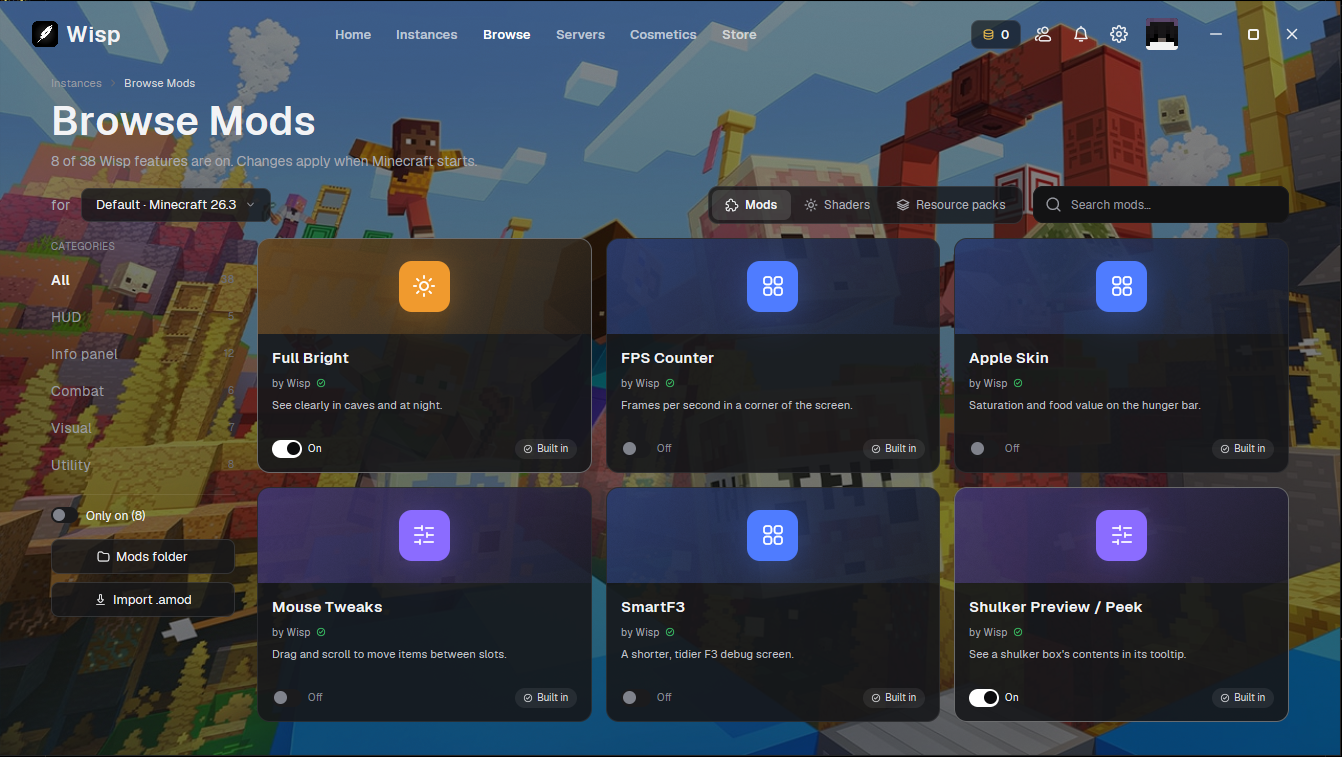 Wisp
Home Instances Browse Servers Cosmetics Store
0
Instances > Browse Mods
Browse Mods
8 of 38 Wisp features are on. Changes apply when Minecraft starts.
for Default · Minecraft 26.3
Mods Shaders Resource packs
Search mods...
CATEGORIES
All
HUD 5
Info panel 12
Combat 6
Visual 7
Utility 8
Only on (8)
Mods folder
Import .amod
Full Bright
by Wisp
See clearly in caves and at night.
On Built in
FPS Counter
by Wisp
Frames per second in a corner of the screen.
Off Built in
Apple Skin
by Wisp
Saturation and food value on the hunger bar.
Off Built in
Mouse Tweaks
by Wisp
Drag and scroll to move items between slots.
Off Built in
SmartF3
by Wisp
A shorter, tidier F3 debug screen.
Off Built in
Shulker Preview / Peek
by Wisp
See a shulker box's contents in its tooltip.
On Built in